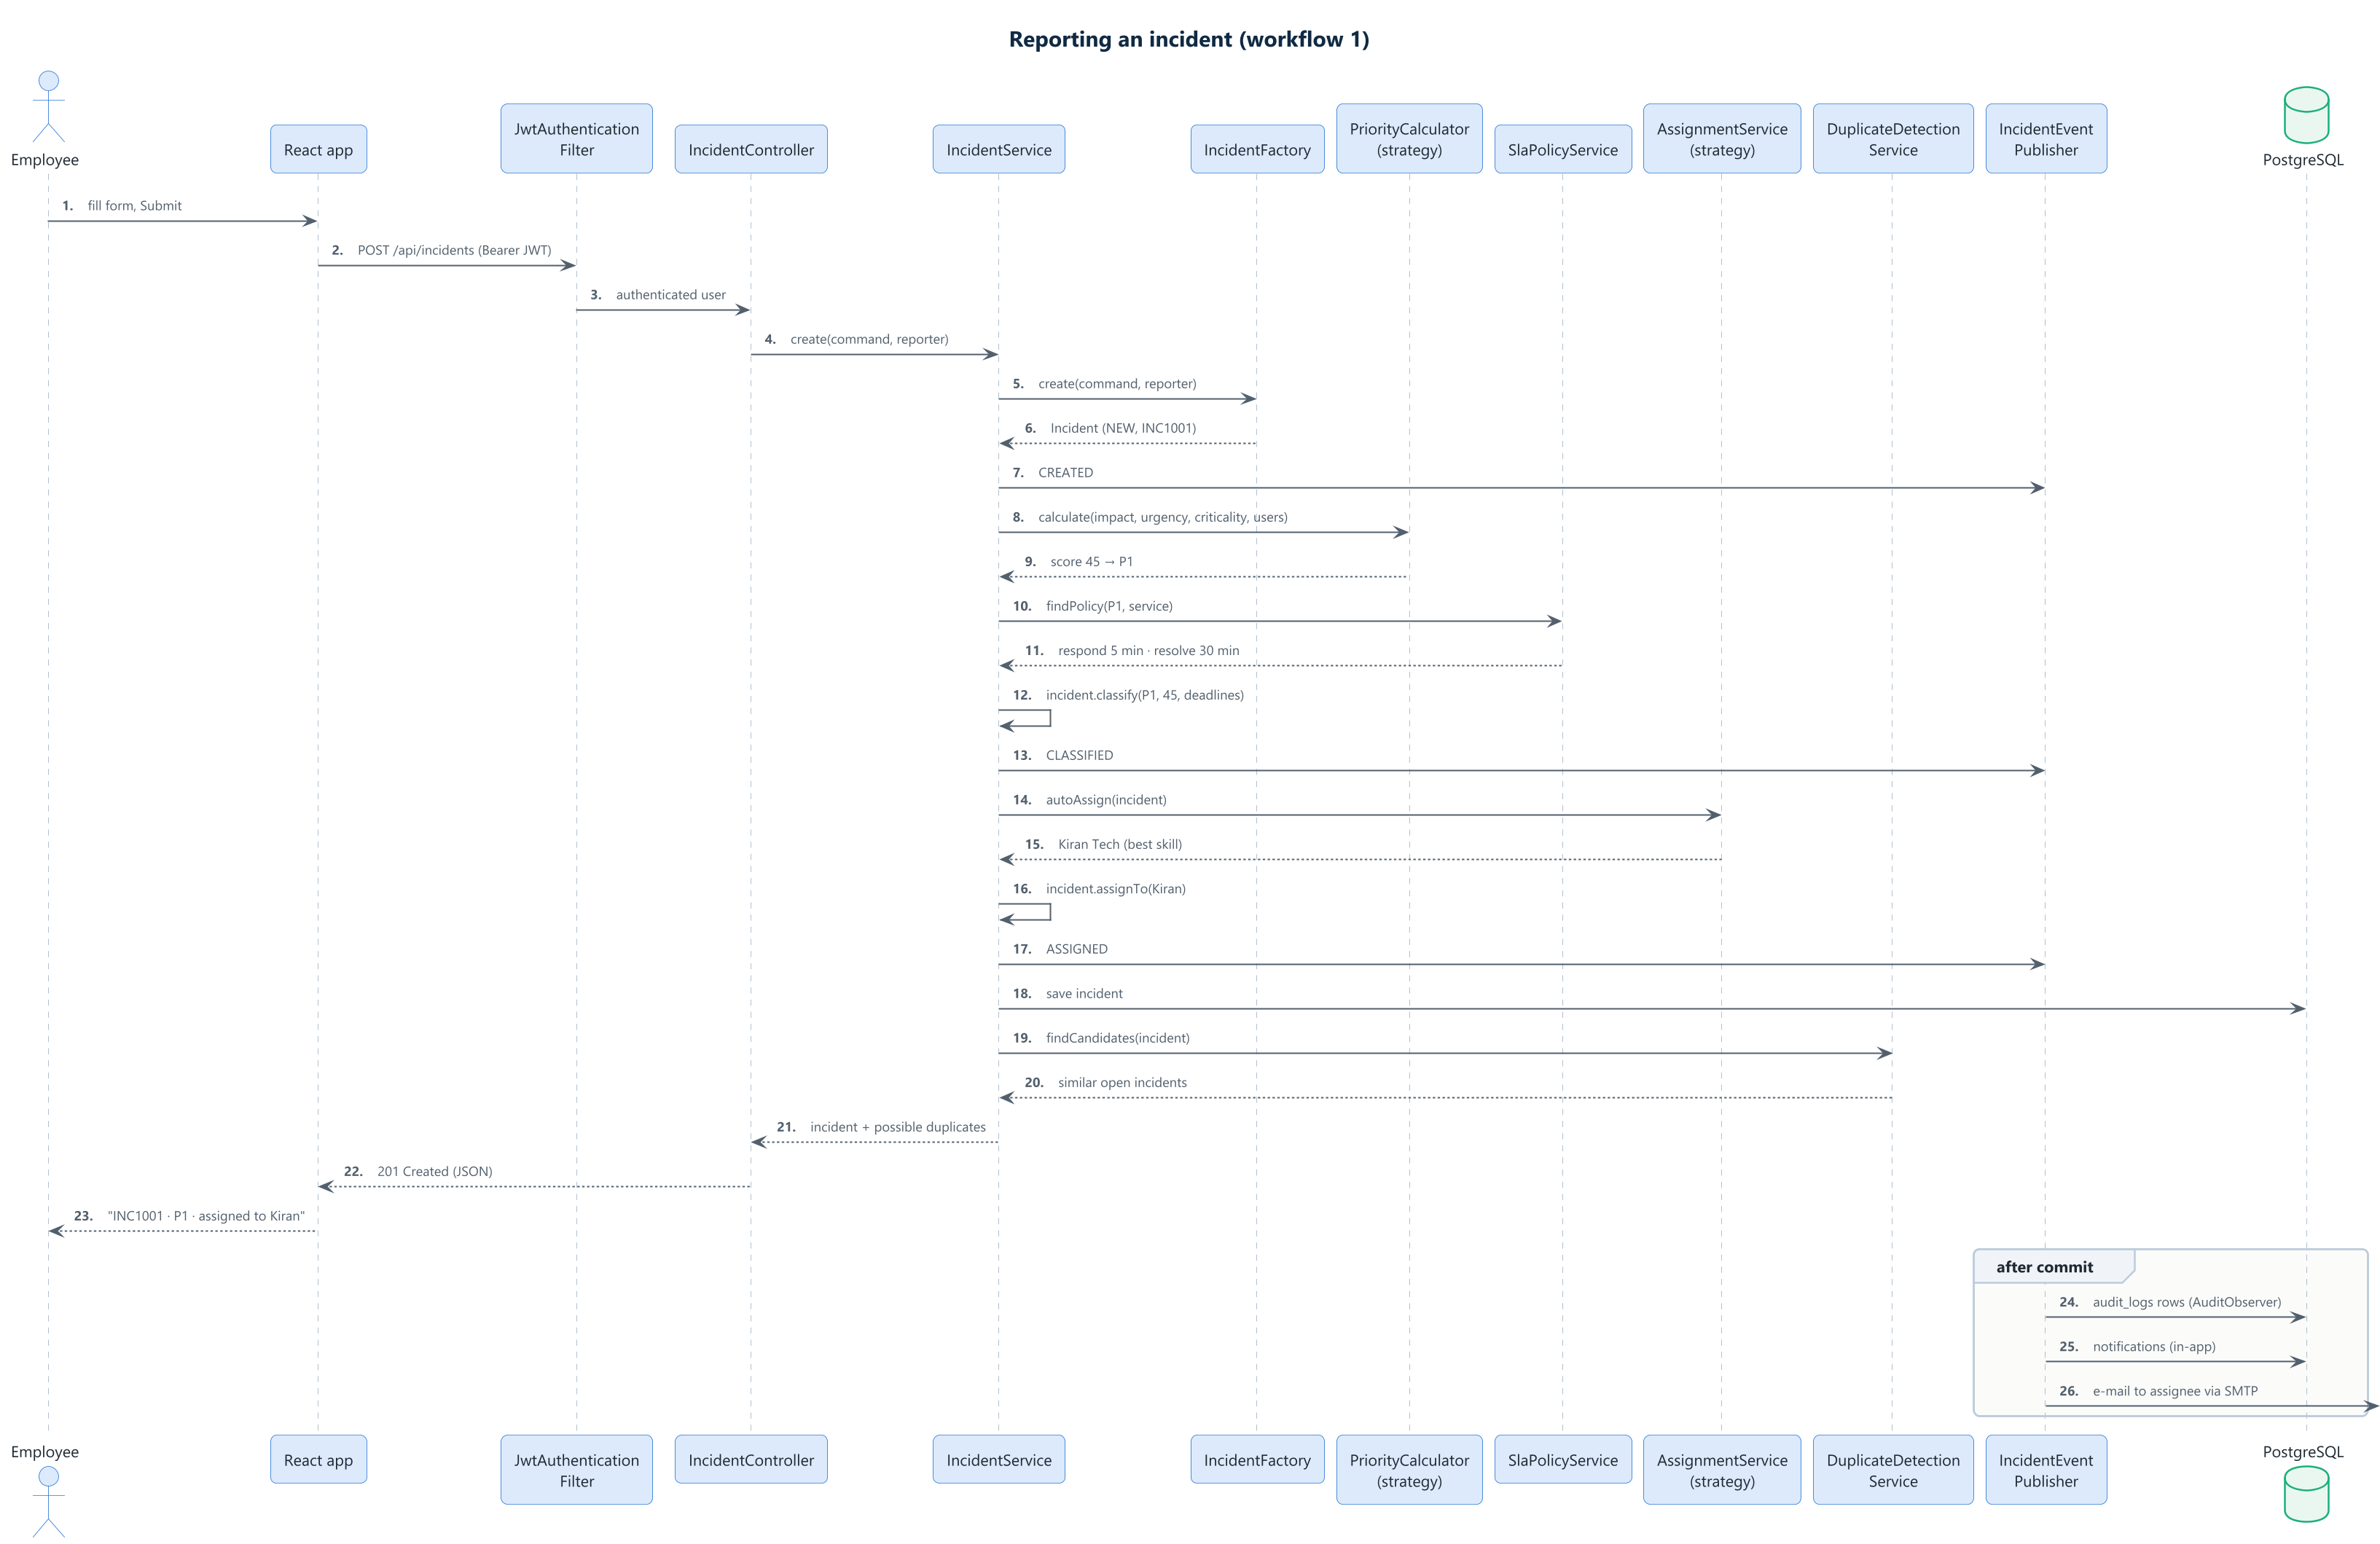 Reporting an incident (workflow 1)
Employee
React app
JwtAuthentication
Filter
IncidentController
IncidentService
IncidentFactory
PriorityCalculator
(strategy)
SlaPolicyService
AssignmentService
(strategy)
DuplicateDetection
Service
IncidentEvent
Publisher
PostgreSQL
1. fill form, Submit
2. POST /api/incidents (Bearer JWT)
3. authenticated user
4. create(command, reporter)
5. create(command, reporter)
6. Incident (NEW, INC1001)
7. CREATED
8. calculate(impact, urgency, criticality, users)
9. score 45 → P1
10. findPolicy(P1, service)
11. respond 5 min · resolve 30 min
12. incident.classify(P1, 45, deadlines)
13. CLASSIFIED
14. autoAssign(incident)
15. Kiran Tech (best skill)
16. incident.assignTo(Kiran)
17. ASSIGNED
18. save incident
19. findCandidates(incident)
20. similar open incidents
21. incident + possible duplicates
22. 201 Created (JSON)
23. "INC1001 · P1 · assigned to Kiran"
after commit
24. audit_logs rows (AuditObserver)
25. notifications (in-app)
26. e-mail to assignee via SMTP
Employee
React app
JwtAuthentication
Filter
IncidentController
IncidentService
IncidentFactory
PriorityCalculator
(strategy)
SlaPolicyService
AssignmentService
(strategy)
DuplicateDetection
Service
IncidentEvent
Publisher
PostgreSQL